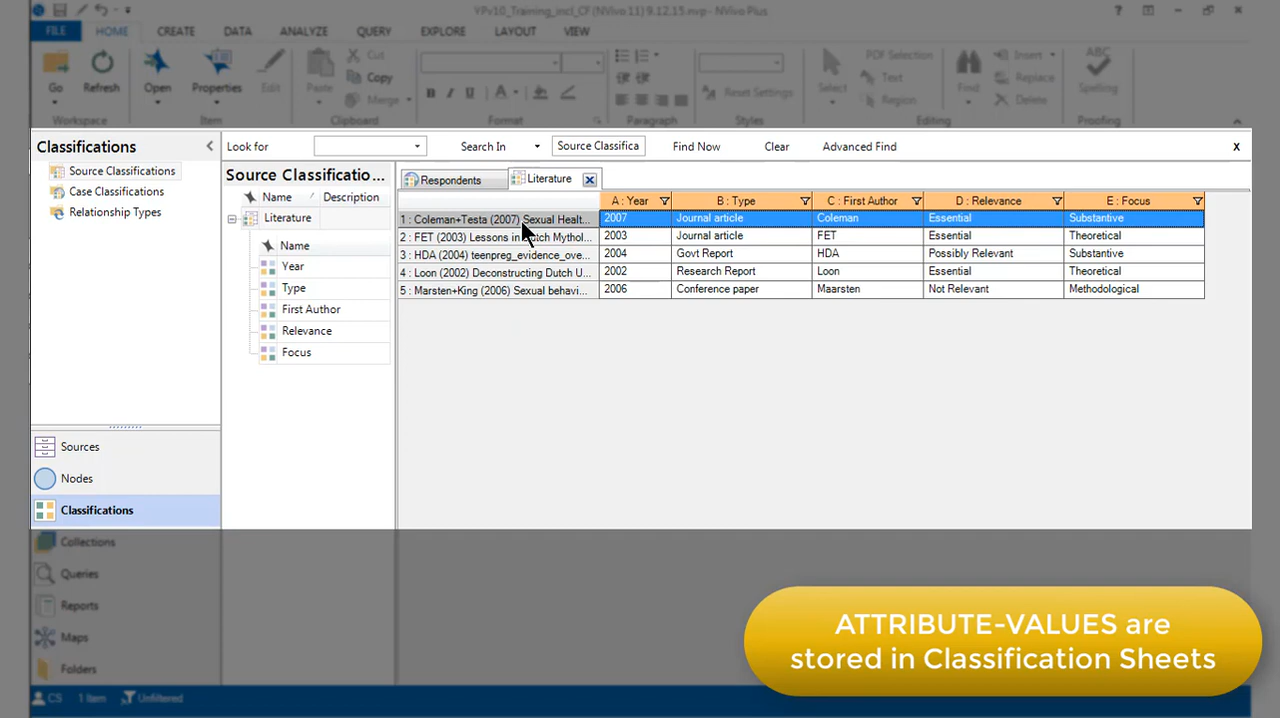 YPv10_Training_incl_CF (NVivo 11) 9.12.15.nvp - NVivo Plus
FILE HOME CREATE DATA ANALYZE QUERY EXPLORE LAYOUT VIEW
Go Refresh Open Properties Edit Paste Cut Copy Merge
B I U A Reset Settings
Select PDF Selection Text Region Find Insert Replace Delete ABC Spelling
Workspace Item Clipboard Format Paragraph Styles Editing Proofing
Classifications
Source Classifications
Case Classifications
Relationship Types
Sources
Nodes
Classifications
Collections
Queries
Reports
Maps
Folders
Look for Search In Source Classifica Find Now Clear Advanced Find x
Source Classificatio...
Name Description
Literature
Name
Year
Type
First Author
Relevance
Focus
Respondents Literature
A : Year B : Type C : First Author D : Relevance E : Focus
1 : Coleman+Testa (2007) Sexual Healt... 2007 Journal article Coleman Essential Substantive
2 : FET (2003) Lessons in Dutch Mythol... 2003 Journal article FET Essential Theoretical
3 : HDA (2004) teenpreg_evidence_ove... 2004 Govt Report HDA Possibly Relevant Substantive
4 : Loon (2002) Deconstructing Dutch U... 2002 Research Report Loon Essential Theoretical
5 : Marsten+King (2006) Sexual behavi... 2006 Conference paper Maarsten Not Relevant Methodological
ATTRIBUTE-VALUES are
stored in Classification Sheets
CS 1 Item Unfiltered